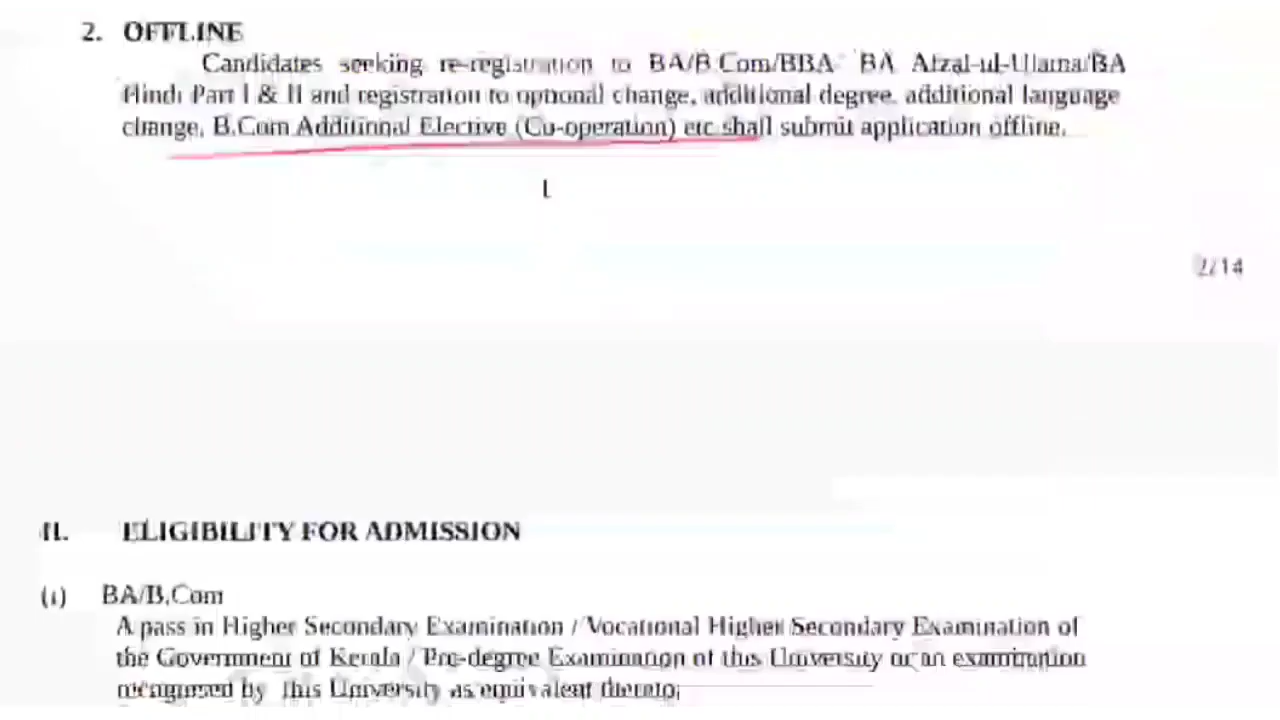 2. OFFLINE
Candidates seeking re-registration to BA/B.Com/BBA BA Afzal-ul-Ulama/BA
Hindi Part I & II and registration to optional change, additional degree, additional language
change, B.Com Additional Elective (Co-operation) etc shall submit application offline.
2/14
II. ELIGIBILITY FOR ADMISSION
(i) BA/B.Com
A pass in Higher Secondary Examination / Vocational Higher Secondary Examination of
the Government of Kerala / Pre-degree Examination of this University or an examination
recognised by this University as equivalent thereto;